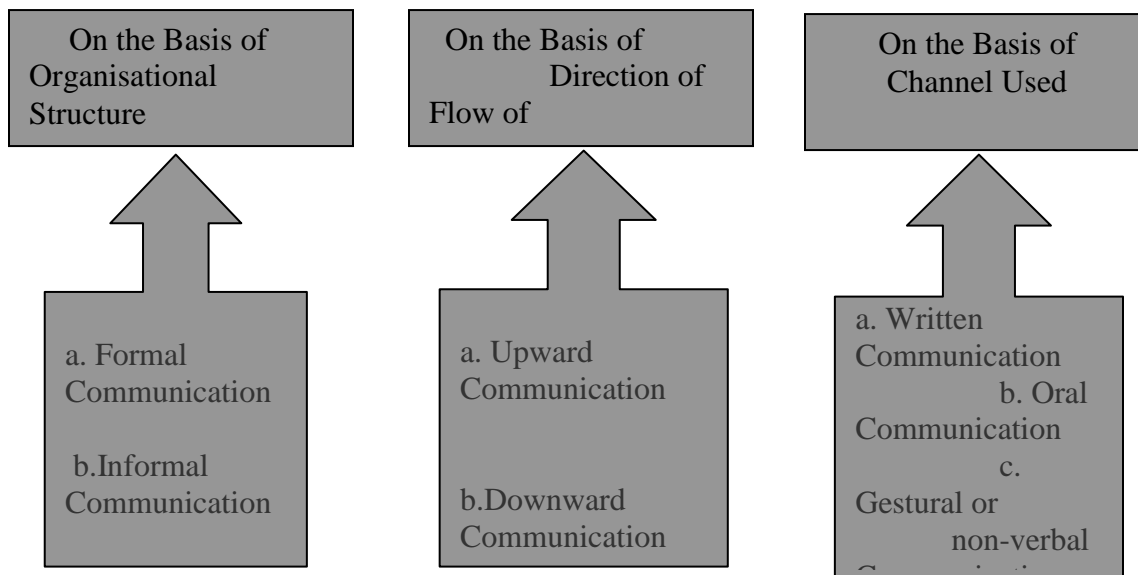 On the Basis of
Organisational
Structure
On the Basis of
Direction of
Flow of
On the Basis of
Channel Used
a. Formal
Communication
b.Informal
Communication
a. Upward
Communication
b.Downward
Communication
a. Written
Communication
b. Oral
Communication
c.
Gestural or
non-verbal